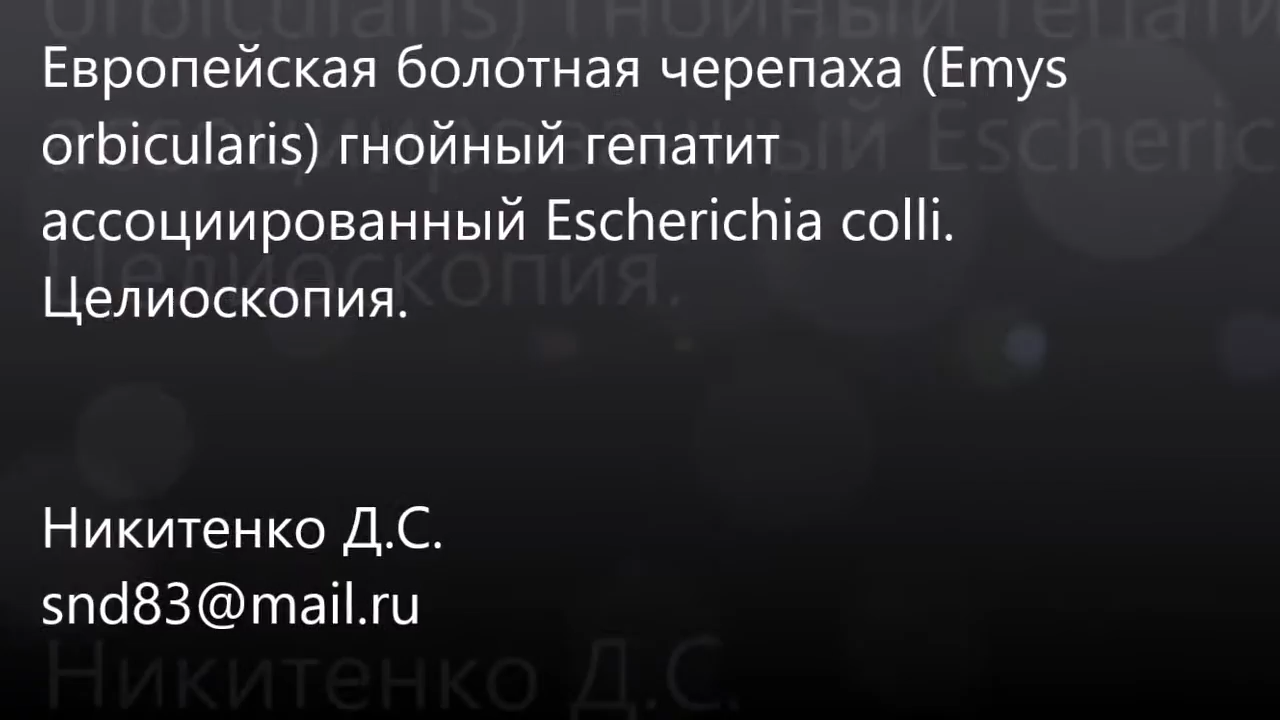 Европейская болотная черепаха (Emys
orbicularis) гнойный гепатит
ассоциированный Escherichia colli.
Целиоскопия.
Никитенко Д.С.
snd83@mail.ru